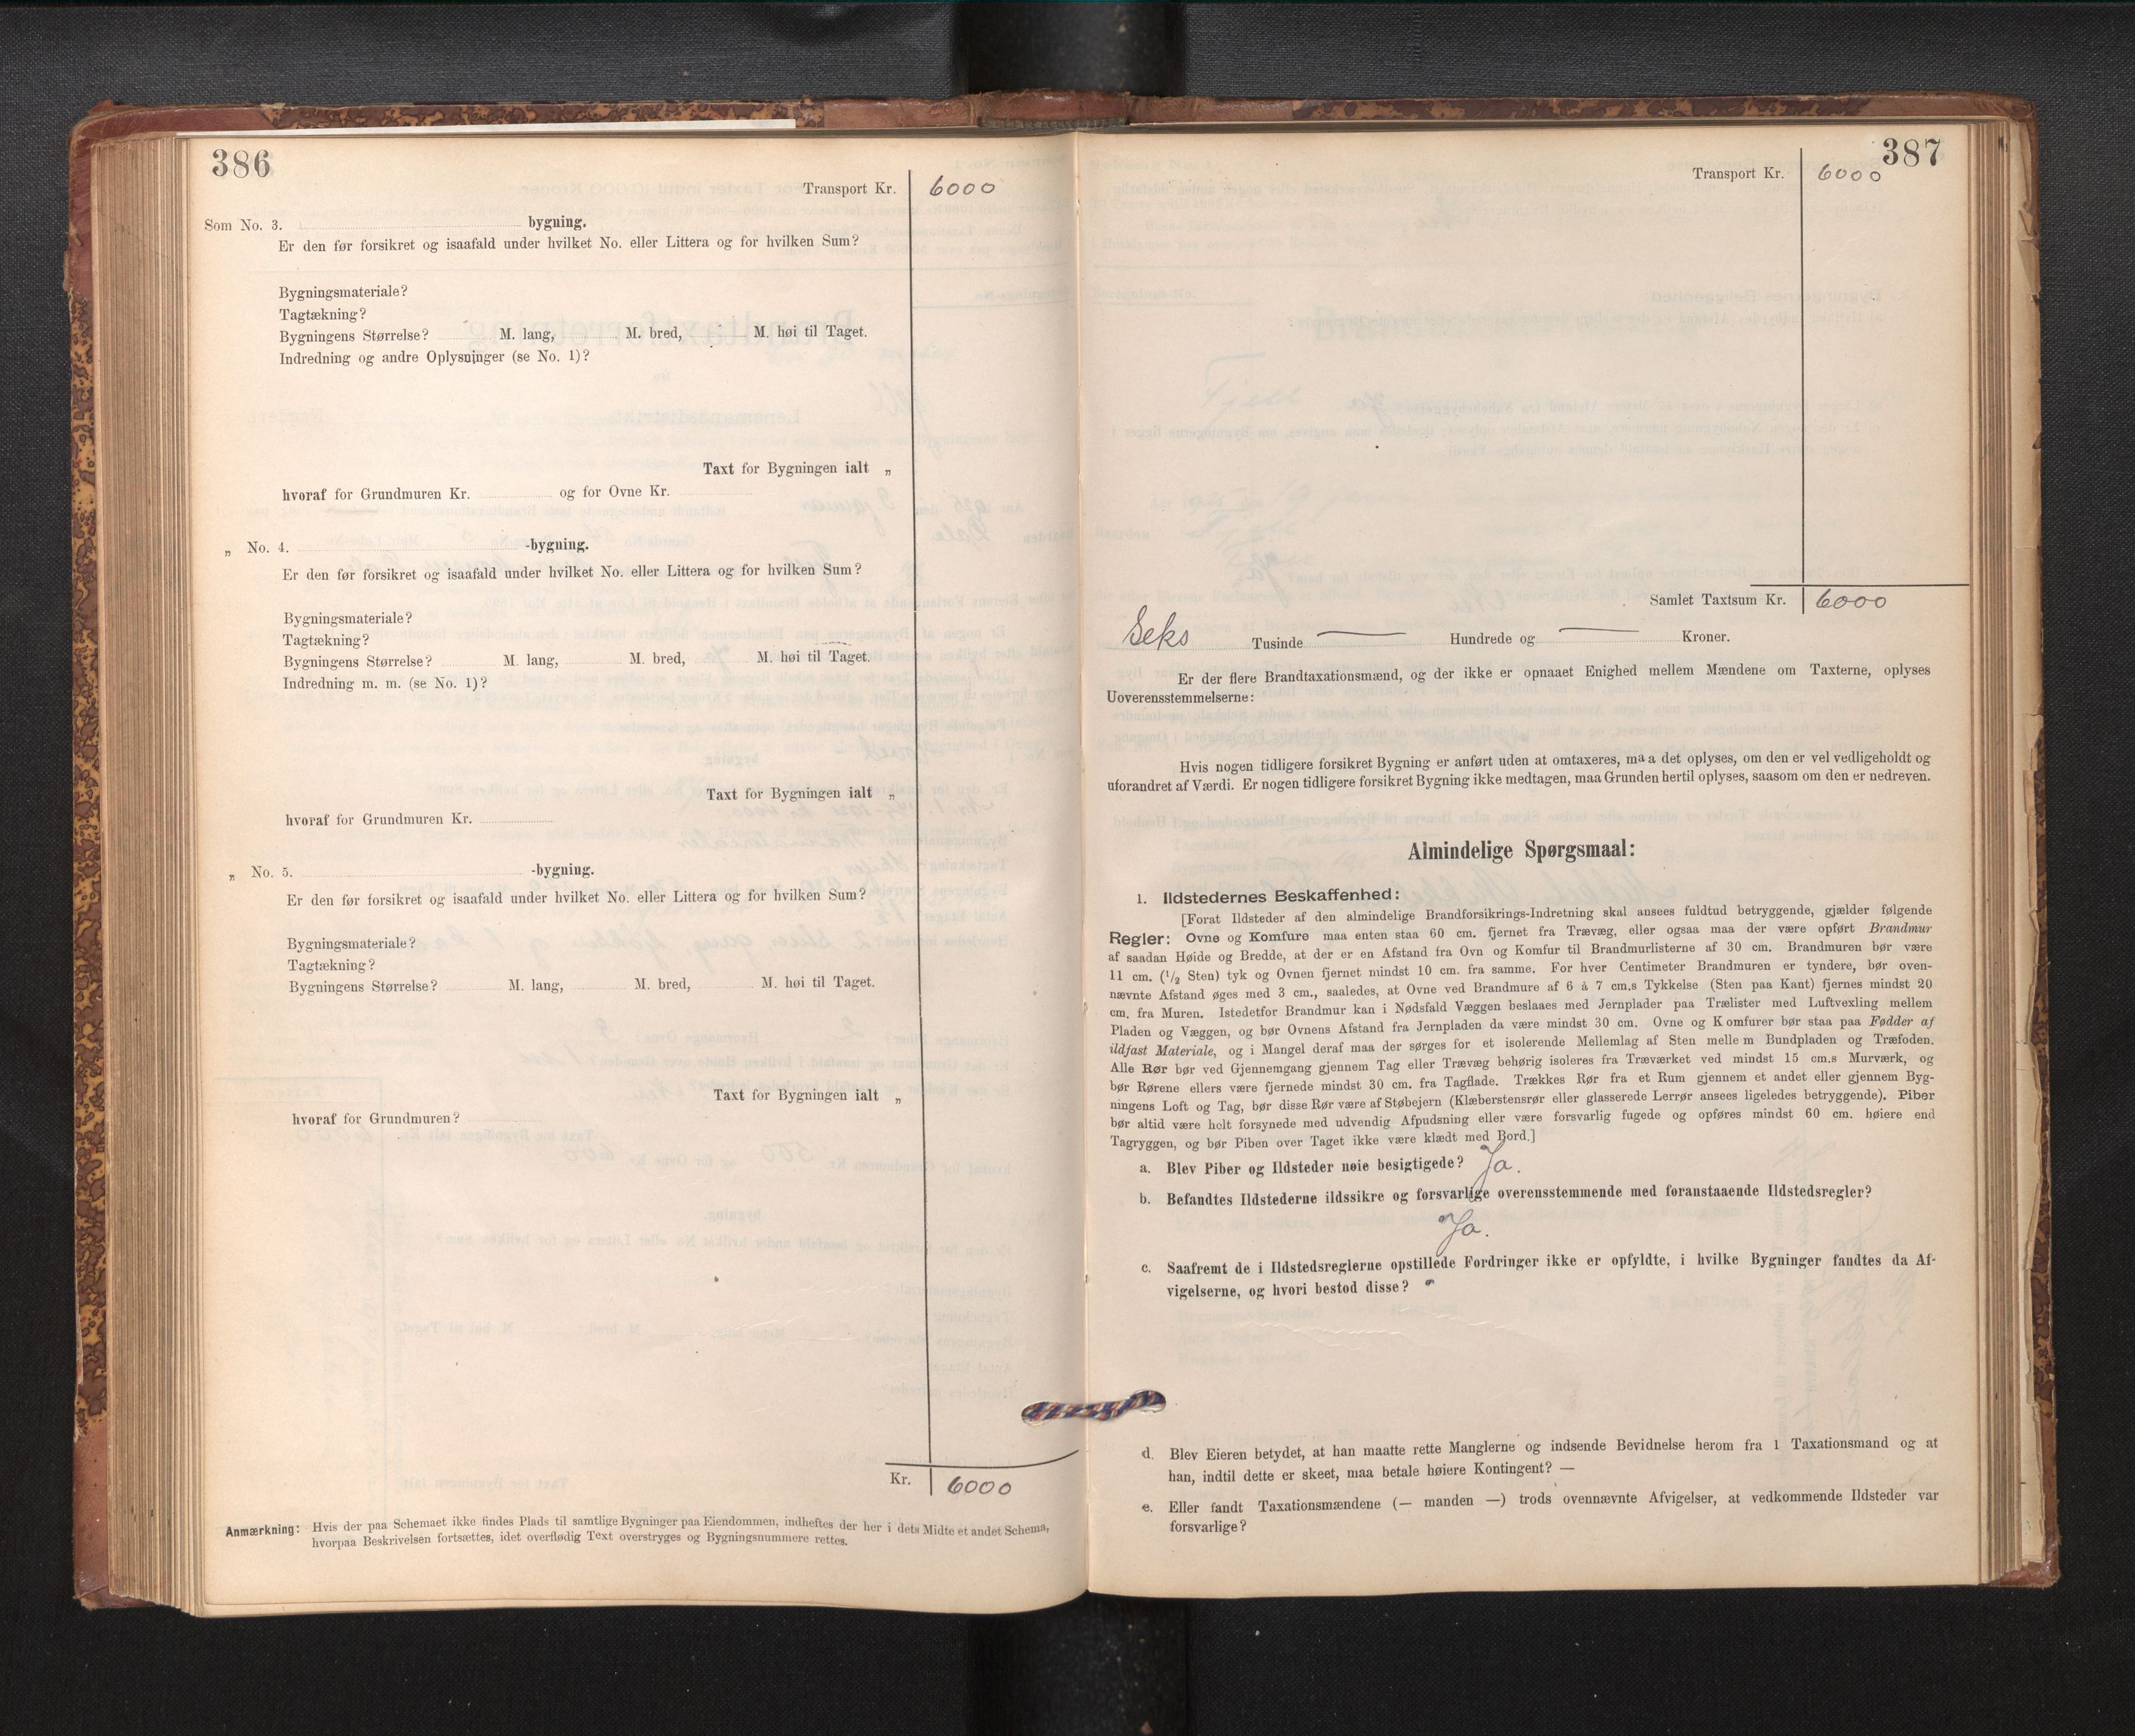 386
Transport Kr. 6000
Som No. 3. bygning.
Er den før forsikret og isaafald under hvilket No. eller Littera og for hvilken Sum?
Bygningsmateriale?
Tagtækning?
Bygningens Størrelse? M. lang, M. bred, M. høi til Taget.
Indredning og andre Oplysninger (se No. 1)?
Taxt for Bygningen ialt „
hvoraf for Grundmuren Kr. og for Ovne Kr.
„ No. 4. -bygning.
Er den før forsikret og isaafald under hvilket No. eller Littera og for hvilken Sum?
Bygningsmateriale?
Tagtækning?
Bygningens Størrelse? M. lang, M. bred, M. høi til Taget.
Indredning m. m. (se No. 1)?
Taxt for Bygningen ialt „
hvoraf for Grundmuren Kr.
„ No. 5. -bygning.
Er den før forsikret og isaafald under hvilket No. eller Littera og for hvilken Sum?
Bygningsmateriale?
Tagtækning?
Bygningens Størrelse? M. lang, M. bred, M. høi til Taget.
Taxt for Bygningen ialt „
hvoraf for Grundmuren?
Kr. 6000
Anmærkning: Hvis der paa Schemaet ikke findes Plads til samtlige Bygninger paa Eiendommen, indheftes der her i dets Midte et andet Schema,
hvorpaa Beskrivelsen fortsættes, idet overflødig Text overstryges og Bygningsnummere rettes.
387
Transport Kr. 6000
Samlet Taxtsum Kr. 6000
Seks Tusinde — Hundrede og — Kroner.
Er der flere Brandtaxationsmænd, og der ikke er opnaaet Enighed mellem Mændene om Taxterne, oplyses
Uoverensstemmelserne:
Hvis nogen tidligere forsikret Bygning er anført uden at omtaxeres, maa det oplyses, om den er vel vedligeholdt og
uforandret af Værdi. Er nogen tidligere forsikret Bygning ikke medtagen, maa Grunden hertil oplyses, saasom om den er nedreven.
Almindelige Spørgsmaal:
1. Ildstedernes Beskaffenhed:
[Forat Ildsteder af den almindelige Brandforsikrings-Indretning skal ansees fuldtud betryggende, gjælder følgende
Regler: Ovne og Komfure maa enten staa 60 cm. fjernet fra Trævæg, eller ogsaa maa der være opført Brandmur
af saadan Høide og Bredde, at der er en Afstand fra Ovn og Komfur til Brandmurlisterne af 30 cm. Brandmuren bør være
11 cm. (1/2 Sten) tyk og Ovnen fjernet mindst 10 cm. fra samme. For hver Centimeter Brandmuren er tyndere, bør oven-
nævnte Afstand øges med 3 cm., saaledes, at Ovne ved Brandmure af 6 à 7 cm.s Tykkelse (Sten paa Kant) fjernes mindst 20
cm. fra Muren. Istedetfor Brandmur kan i Nødsfald Væggen beslaaes med Jernplader paa Trælister med Luftvexling mellem
Pladen og Væggen, og bør Ovnens Afstand fra Jernpladen da være mindst 30 cm. Ovne og Komfurer bør staa paa Fødder af
ildfast Materiale, og i Mangel deraf maa der sørges for et isolerende Mellemlag af Sten mellem Bundpladen og Træfoden.
Alle Rør bør ved Gjennemgang gjennem Tag eller Trævæg behørig isoleres fra Træværket ved mindst 15 cm.s Murværk, og
bør Rørene ellers være fjernede mindst 30 cm. fra Tagflade. Trækkes Rør fra et Rum gjennem et andet eller gjennem Byg-
ningens Loft og Tag, bør disse Rør være af Støbejern (Klæberstensrør eller glasserede Lerrør ansees ligeledes betryggende). Piber
bør altid være helt forsynede med udvendig Afpudsning eller være forsvarlig fugede og opføres mindst 60 cm. høiere end
Tagryggen, og bør Piben over Taget ikke være klædt med Bord.]
a. Blev Piber og Ildsteder nøie besigtigede? Ja.
b. Befandtes Ildstederne ildssikre og forsvarlige overensstemmende med foranstaaende Ildstedsregler?
Ja.
c. Saafremt de i Ildstedsreglerne opstillede Fordringer ikke er opfyldte, i hvilke Bygninger fandtes da Af-
vigelserne, og hvori bestod disse?
d. Blev Eieren betydet, at han maatte rette Manglerne og indsende Bevidnelse herom fra 1 Taxationsmand og at
han, indtil dette er skeet, maa betale høiere Kontingent? —
e. Eller fandt Taxationsmændene (— manden —) trods ovennævnte Afvigelser, at vedkommende Ildsteder var
forsvarlige?